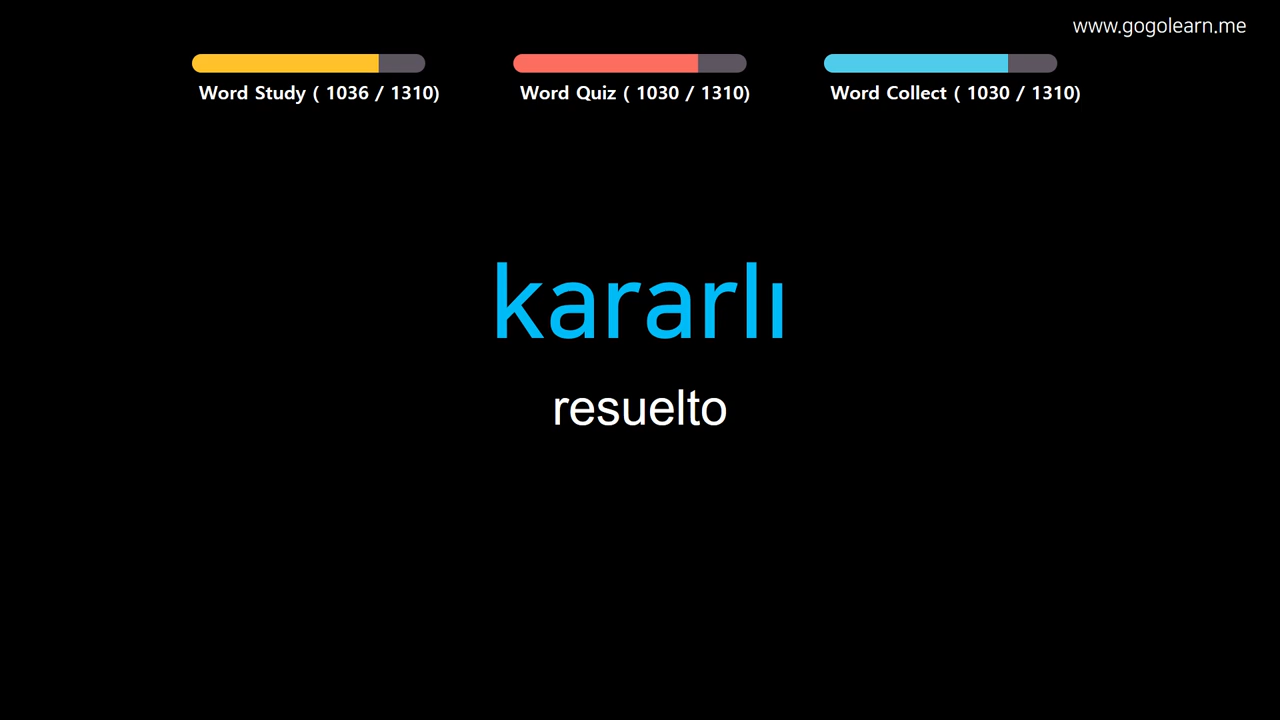 www.gogolearn.me
Word Study ( 1036 / 1310)
Word Quiz ( 1030 / 1310)
Word Collect ( 1030 / 1310)
kararlı
resuelto